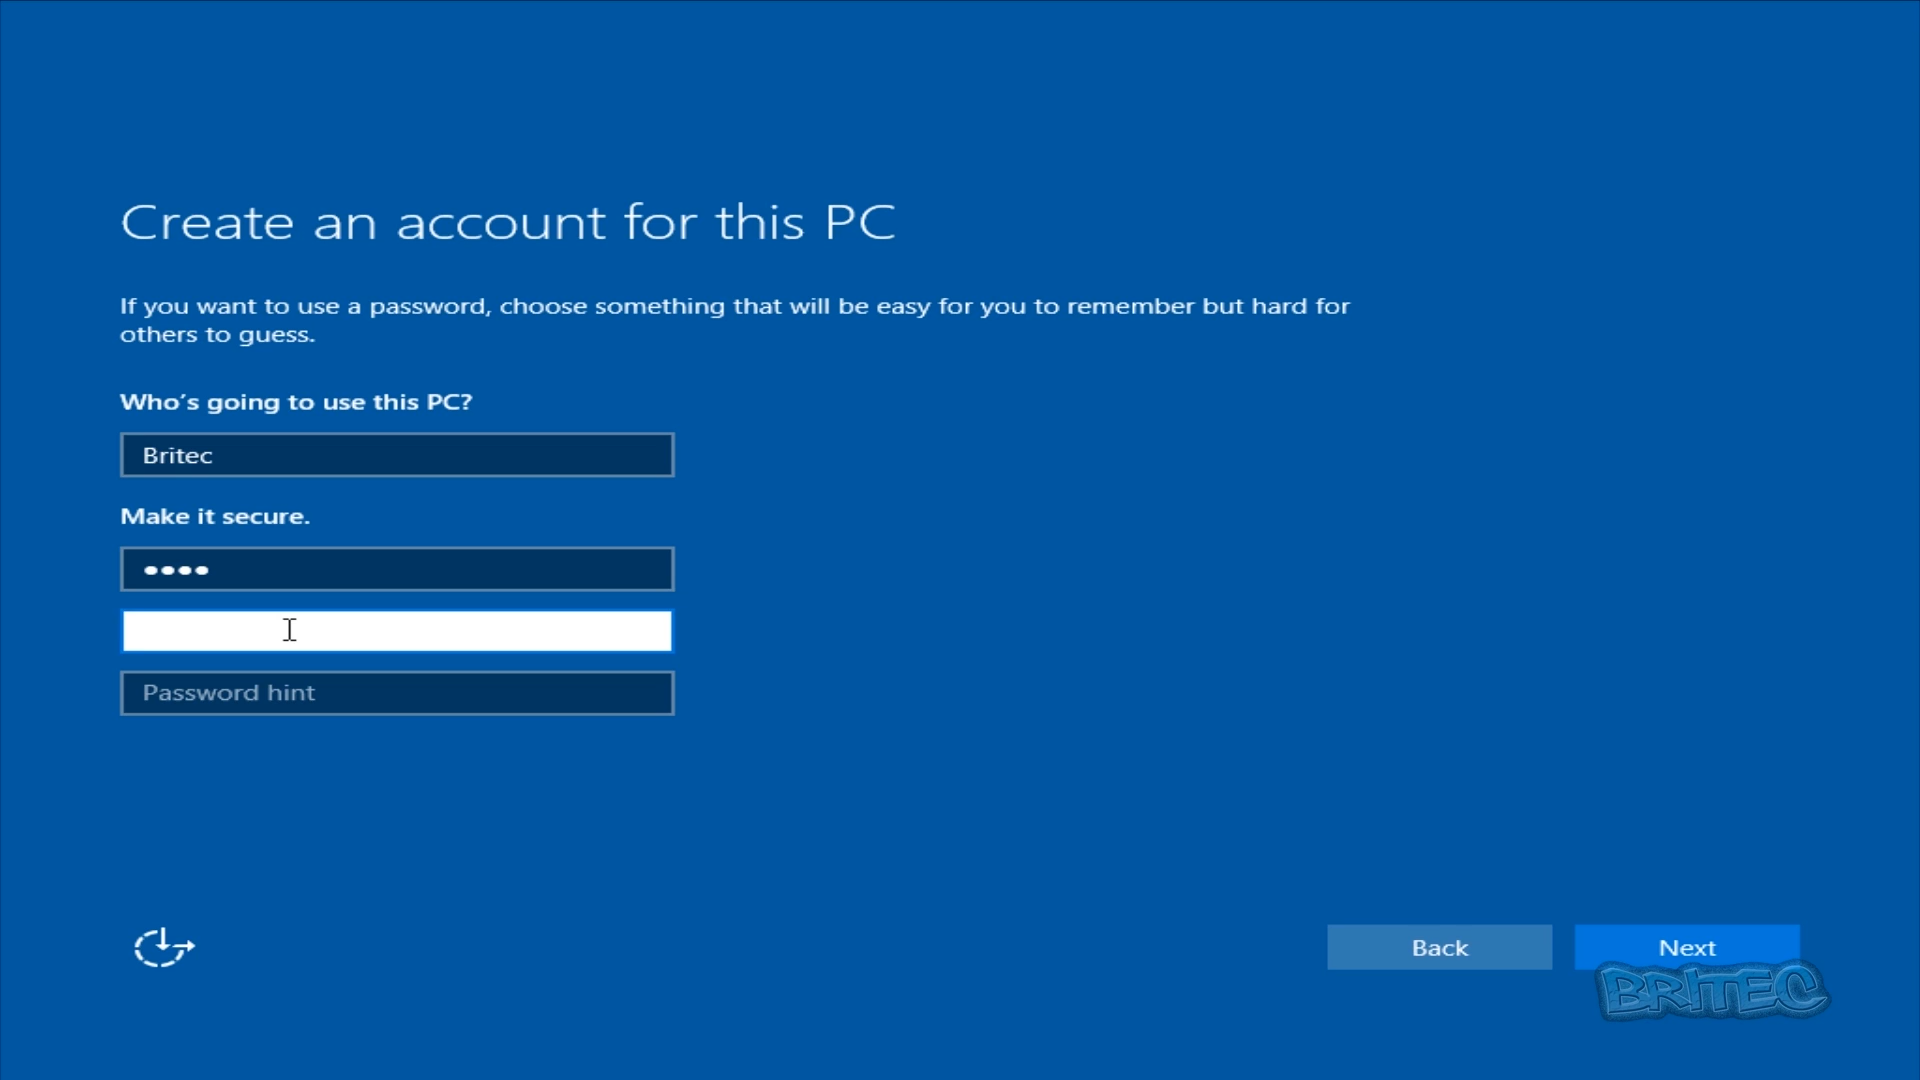 Create an account for this PC
If you want to use a password, choose something that will be easy for you to remember but hard for
others to guess.
Who's going to use this PC?
Britec
Make it secure.
••••
Password hint
Back
Next
BRITEC